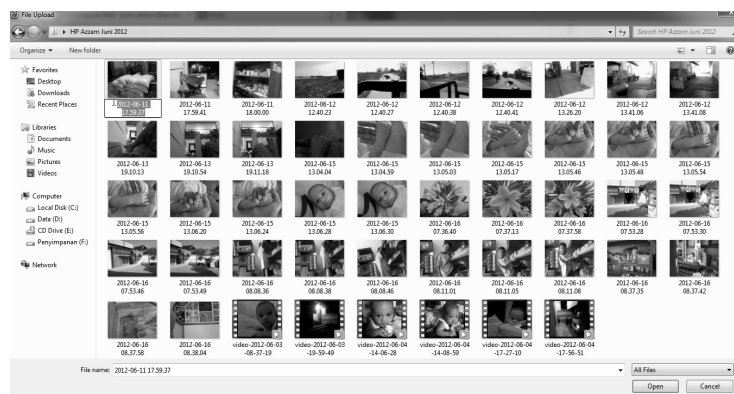 File Upload
HP Azzam Juni 2012
Search HP Azzam Juni 2012
Organize
New folder
Favorites
Desktop
Downloads
Recent Places
Libraries
Documents
Music
Pictures
Videos
Computer
Local Disk (C:)
Data (D:)
CD Drive (E:)
Penyimpanan (F:)
Network
2012-06-11 17.59.37
2012-06-11 17.59.41
2012-06-11 18.00.00
2012-06-12 12.40.23
2012-06-12 12.40.27
2012-06-12 12.40.38
2012-06-12 12.40.41
2012-06-12 13.26.20
2012-06-12 13.41.06
2012-06-12 13.41.08
2012-06-13 19.10.13
2012-06-13 19.10.54
2012-06-13 19.11.18
2012-06-15 13.04.04
2012-06-15 13.04.59
2012-06-15 13.05.03
2012-06-15 13.05.17
2012-06-15 13.05.46
2012-06-15 13.05.48
2012-06-15 13.05.54
2012-06-15 13.05.56
2012-06-15 13.06.20
2012-06-15 13.06.24
2012-06-15 13.06.28
2012-06-15 13.06.30
2012-06-16 07.36.40
2012-06-16 07.37.13
2012-06-16 07.37.58
2012-06-16 07.53.28
2012-06-16 07.53.30
2012-06-16 07.53.46
2012-06-16 07.53.49
2012-06-16 08.08.36
2012-06-16 08.08.38
2012-06-16 08.08.46
2012-06-16 08.11.01
2012-06-16 08.11.05
2012-06-16 08.11.08
2012-06-16 08.37.35
2012-06-16 08.37.42
2012-06-16 08.37.58
2012-06-16 08.38.04
video-2012-06-03-08-37-19
video-2012-06-03-19-59-49
video-2012-06-04-14-06-28
video-2012-06-04-14-08-59
video-2012-06-04-17-27-10
video-2012-06-04-17-56-51
File name: 2012-06-11 17.59.37
All Files
Open
Cancel